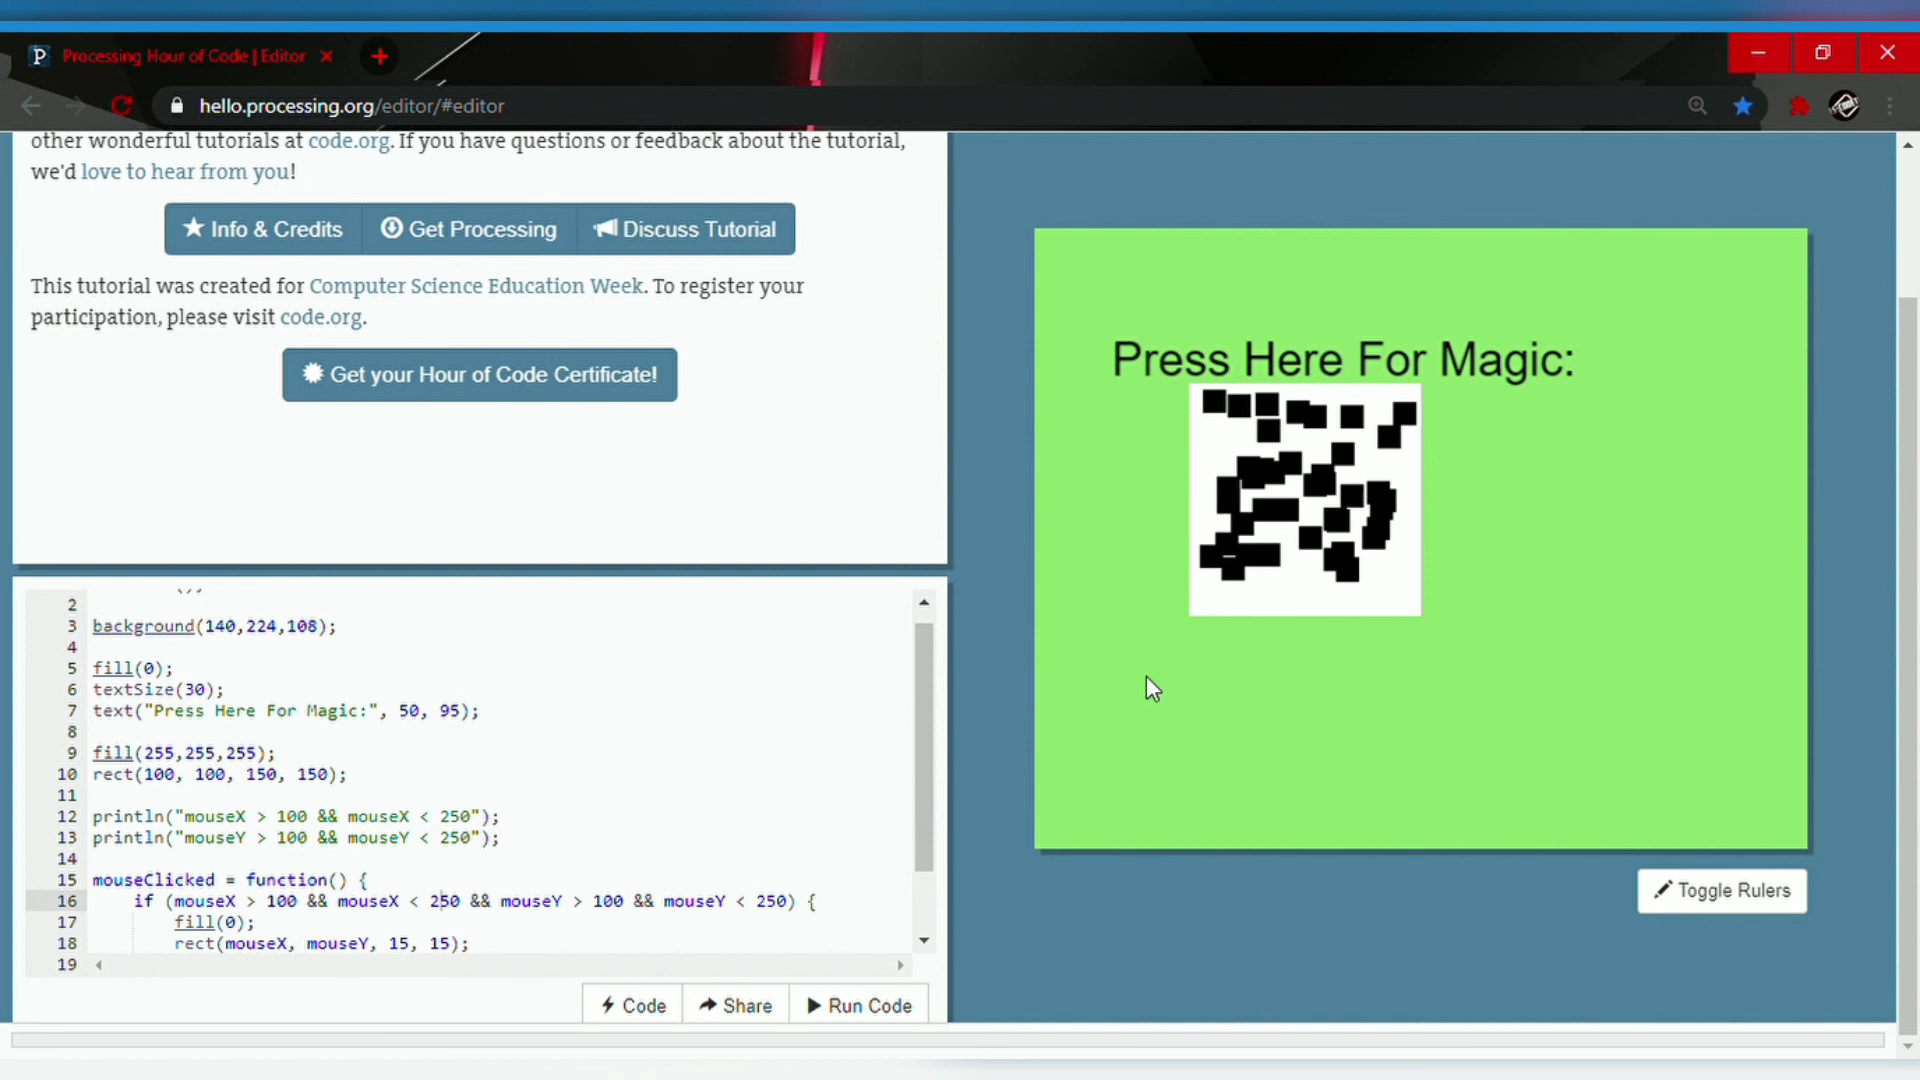 Processing Hour of Code | Editor
hello.processing.org/editor/#editor
other wonderful tutorials at code.org. If you have questions or feedback about the tutorial,
we'd love to hear from you!
Info & Credits
Get Processing
Discuss Tutorial
This tutorial was created for Computer Science Education Week. To register your
participation, please visit code.org.
Get your Hour of Code Certificate!
2
3 background(140,224,108);
4
5 fill(0);
6 textSize(30);
7 text("Press Here For Magic:", 50, 95);
8
9 fill(255,255,255);
10 rect(100, 100, 150, 150);
11
12 println("mouseX > 100 && mouseX < 250");
13 println("mouseY > 100 && mouseY < 250");
14
15 mouseClicked = function() {
16 if (mouseX > 100 && mouseX < 250 && mouseY > 100 && mouseY < 250) {
17 fill(0);
18 rect(mouseX, mouseY, 15, 15);
19
Code
Share
Run Code
Press Here For Magic:
Toggle Rulers